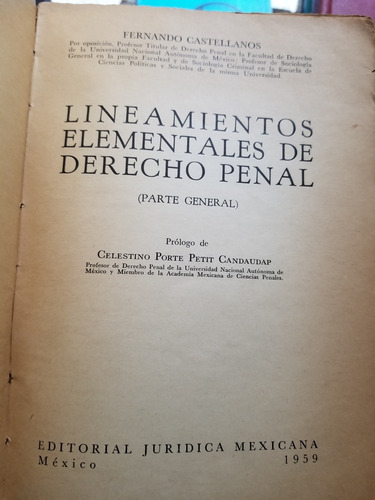 FERNANDO CASTELLANOS
Por oposición, Profesor Titular de Derecho Penal en la Facultad de Derecho
de la Universidad Nacional Autónoma de México, Profesor de Sociología
General en la propia Facultad y de Sociología Criminal en la Escuela de
Ciencias Políticas y Sociales de la misma Universidad
LINEAMIENTOS
ELEMENTALES DE
DERECHO PENAL
(PARTE GENERAL)
Prólogo de
CELESTINO PORTE PETIT CANDAUDAP
Profesor de Derecho Penal de la Universidad Nacional Autónoma de
México y Miembro de la Academia Mexicana de Ciencias Penales.
EDITORIAL JURIDICA MEXICANA
México 1959